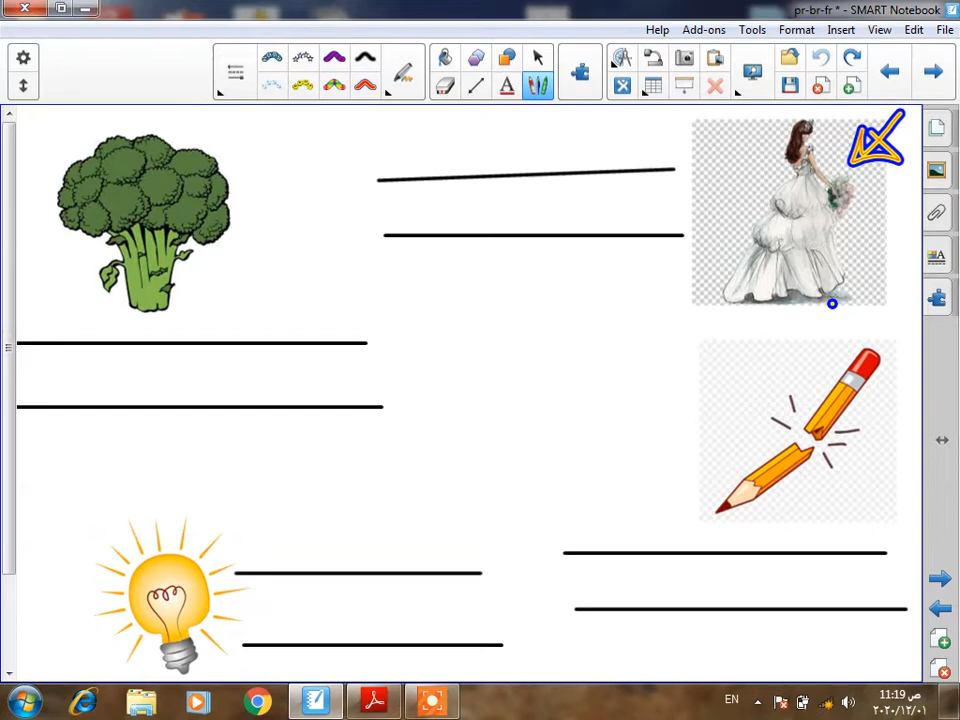 pr-br-fr * - SMART Notebook
Help Add-ons Tools Format Insert View Edit File
EN
11:19 ص
٢٠٢٠/١٢/٠١